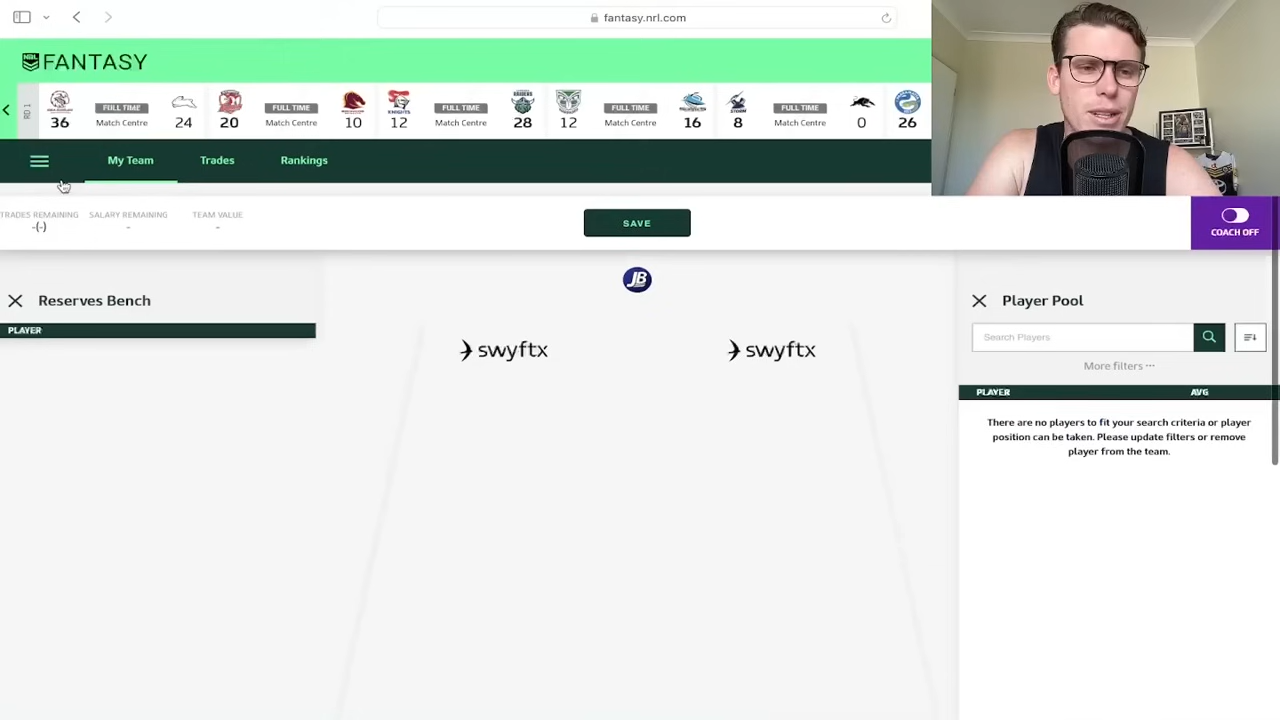 fantasy.nrl.com
NRL FANTASY
RD 1
36
FULL TIME
Match Centre
24
20
FULL TIME
Match Centre
10
12
FULL TIME
Match Centre
28
12
FULL TIME
Match Centre
16
8
FULL TIME
Match Centre
0
26
My Team
Trades
Rankings
TRADES REMAINING
-(-)
SALARY REMAINING
-
TEAM VALUE
-
SAVE
COACH OFF
Reserves Bench
PLAYER
JB
swyftx
swyftx
Player Pool
Search Players
More filters ···
PLAYER
AVG
There are no players to fit your search criteria or player
position can be taken. Please update filters or remove
player from the team.